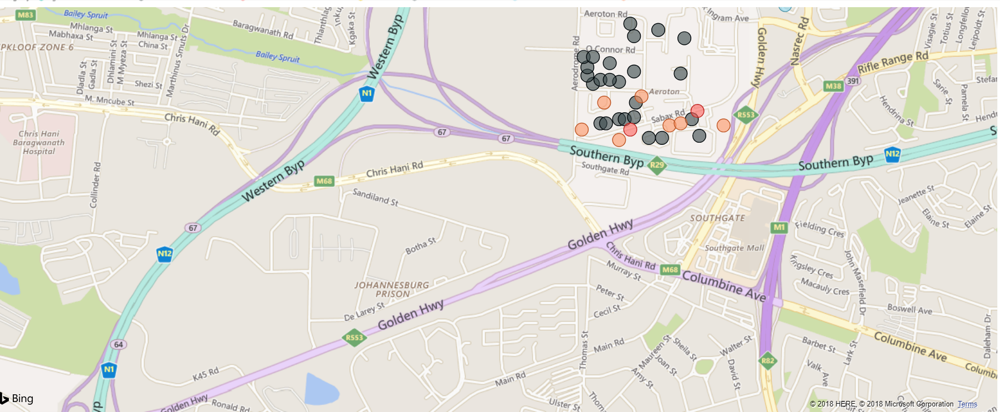 M83
Bailey Spruit
Mhlanga St
Mabhaxa St
Mhlanga St
China St
PKLOOF ZONE 6
Dladla St
Gadla St
Dhlamini St
M Myeza St
Shezi St
Marthinus Smuts Dr
M. Mncube St
Baragwanath Rd
Kgaka St
Bailey Spruit
Western Byp
N1
Chris Hani Rd
Chris Hani
Baragwanath
Hospital
Collinder Rd
67
67
Western Byp
M68
Chris Hani Rd
Sandiland St
67
N12
Botha St
JOHANNESBURG
PRISON
De Larey St
Golden Hwy
R553
64
N1
K45 Rd
Golden Hwy
Ronald Rd
Bing
Aeroton Rd
O Connor Rd
Aerodrome Rd
Aeroton
Sabax Rd
Ingram Ave
Golden Hwy
Nasrec Rd
Rifle Range Rd
M38
391
R553
Visagie St
Totius St
Longfello
Leipoldt St
Sarie St
Pamela St
Stefar
Hendrina St
Hendr
Southern Byp
R29
Southgate Rd
Southern Byp
N12
S
Jeanette St
Elaine St
Elaine St
SOUTHGATE
M1
Fielding Cres
Southgate Mall
Golden Hwy
Chris Hani Rd
M68
Columbine Ave
Murray St
Peter St
Cecil St
Kingsley Cres
Macauly Cres
John Masefield Dr
Boswell Ave
Columbine Ave
Columb
Daleham Dr
Barbet St
Lark St
Valk
Ave
R82
Main Rd
Thomas St
Maureen St
Sheila St
Joan St
Amy St
Walter St
David St
Main Rd
Ulster St
Thoma
© 2018 HERE, © 2018 Microsoft Corporation Terms